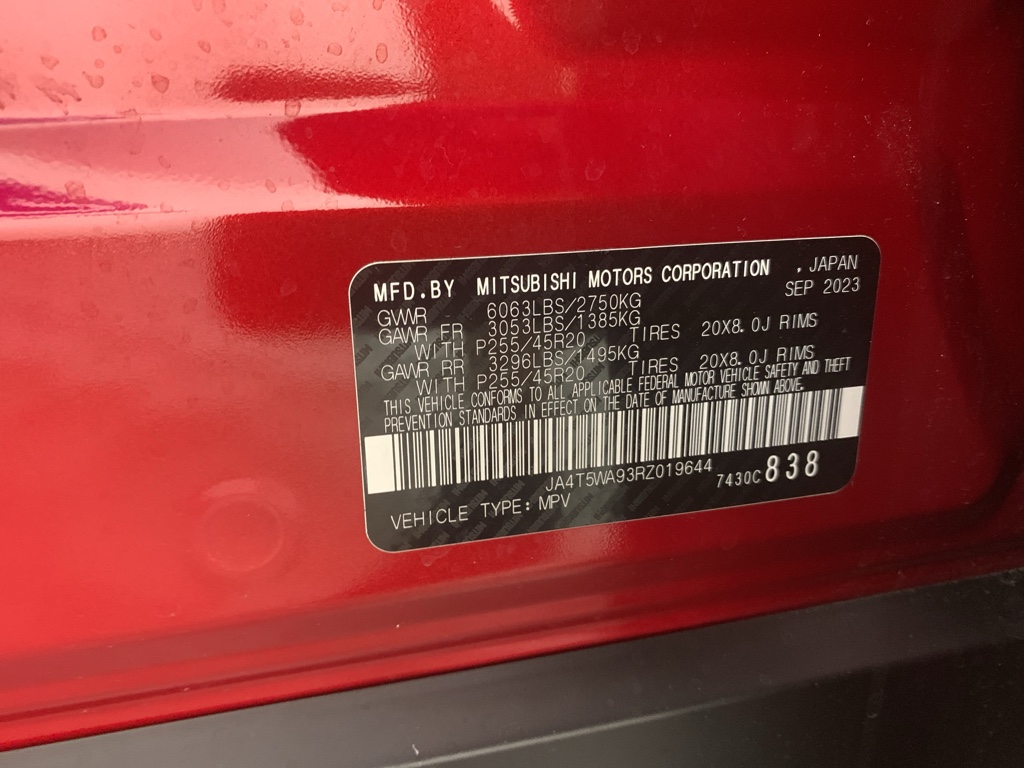 MFD.BY MITSUBISHI MOTORS CORPORATION , JAPAN
SEP 2023
GVWR 6063LBS/2750KG
GAWR FR 3053LBS/1385KG
WITH P255/45R20 TIRES 20X8.0J RIMS
GAWR RR 3296LBS/1495KG
WITH P255/45R20 TIRES 20X8.0J RIMS
THIS VEHICLE CONFORMS TO ALL APPLICABLE FEDERAL MOTOR VEHICLE SAFETY AND THEFT
PREVENTION STANDARDS IN EFFECT ON THE DATE OF MANUFACTURE SHOWN ABOVE.
JA4T5WA93RZ019644 7430C 838
VEHICLE TYPE: MPV